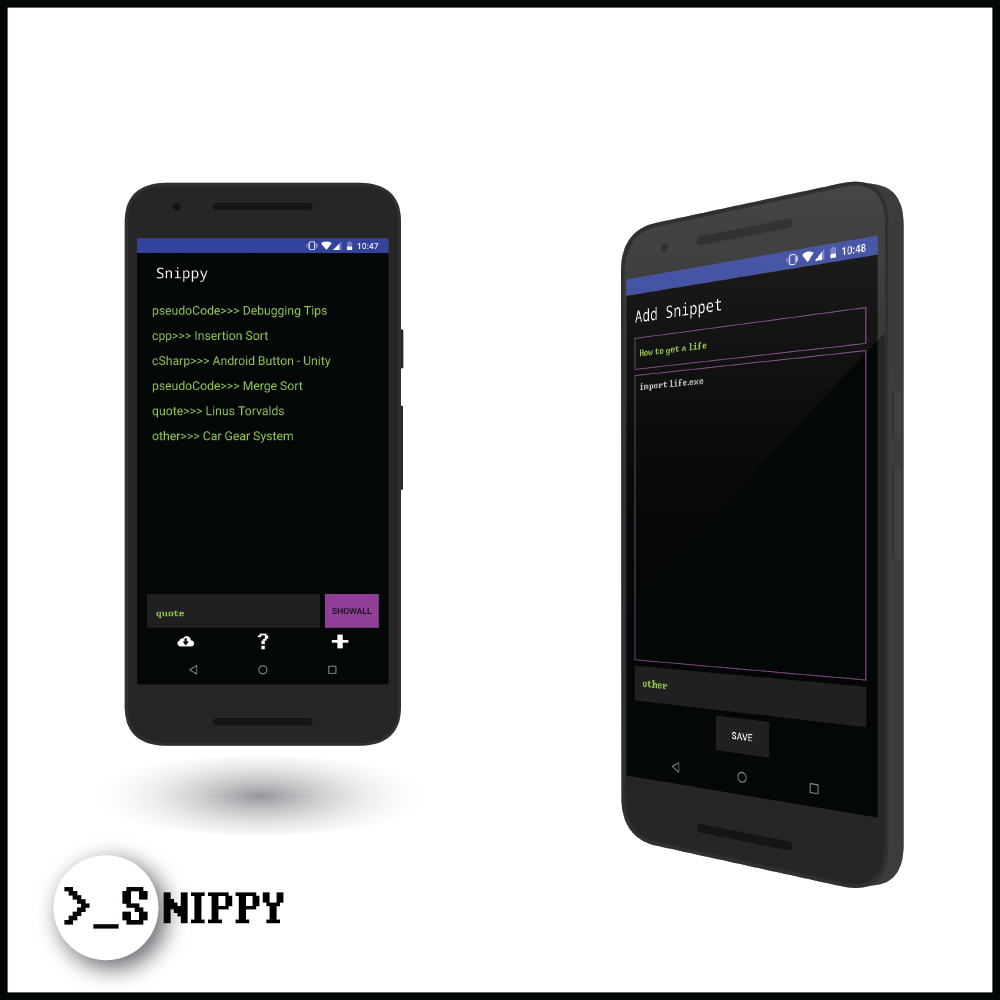 10:47
Snippy
pseudoCode>>> Debugging Tips
cpp>>> Insertion Sort
cSharp>>> Android Button - Unity
pseudoCode>>> Merge Sort
quote>>> Linus Torvalds
other>>> Car Gear System
quote
SHOWALL
?
10:48
Add Snippet
How to get a life
import life.exe
other
SAVE
>_SNIPPY